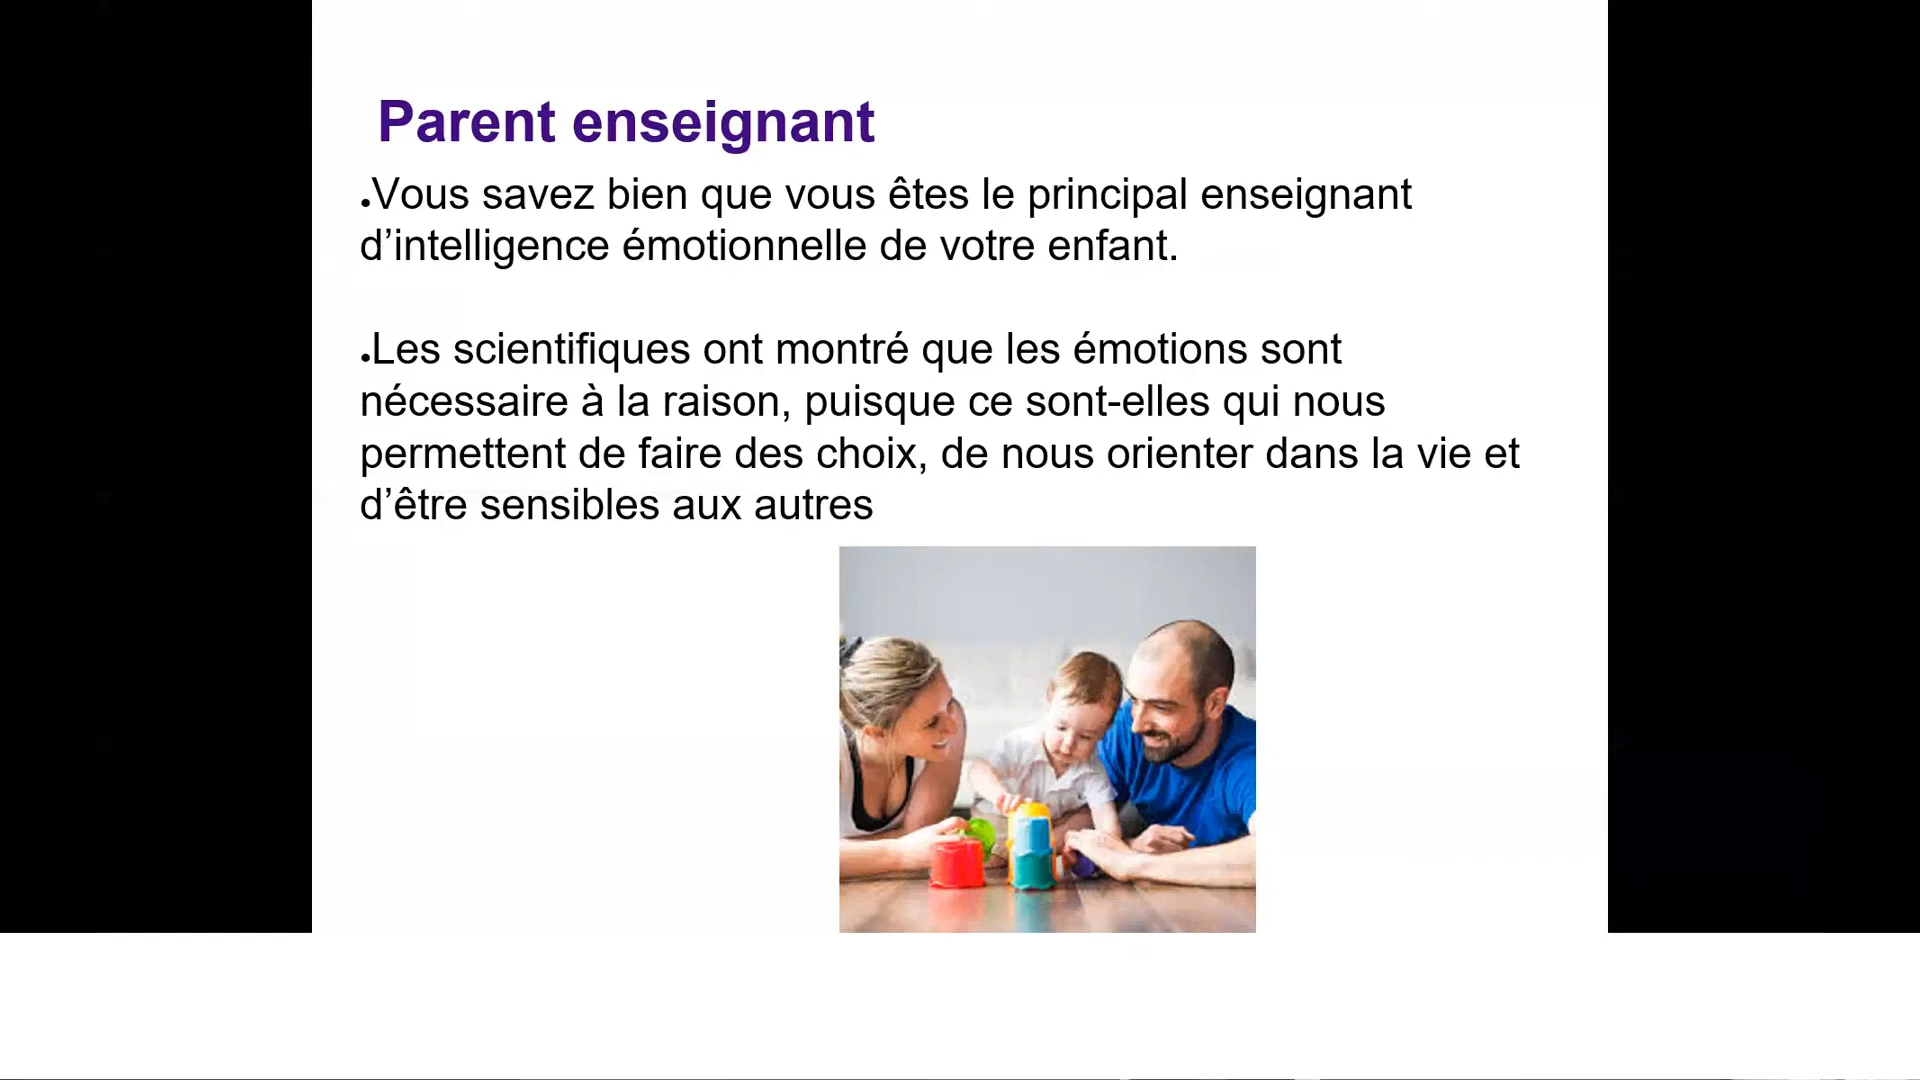 Parent enseignant
•Vous savez bien que vous êtes le principal enseignant
d’intelligence émotionnelle de votre enfant.
•Les scientifiques ont montré que les émotions sont
nécessaire à la raison, puisque ce sont-elles qui nous
permettent de faire des choix, de nous orienter dans la vie et
d’être sensibles aux autres